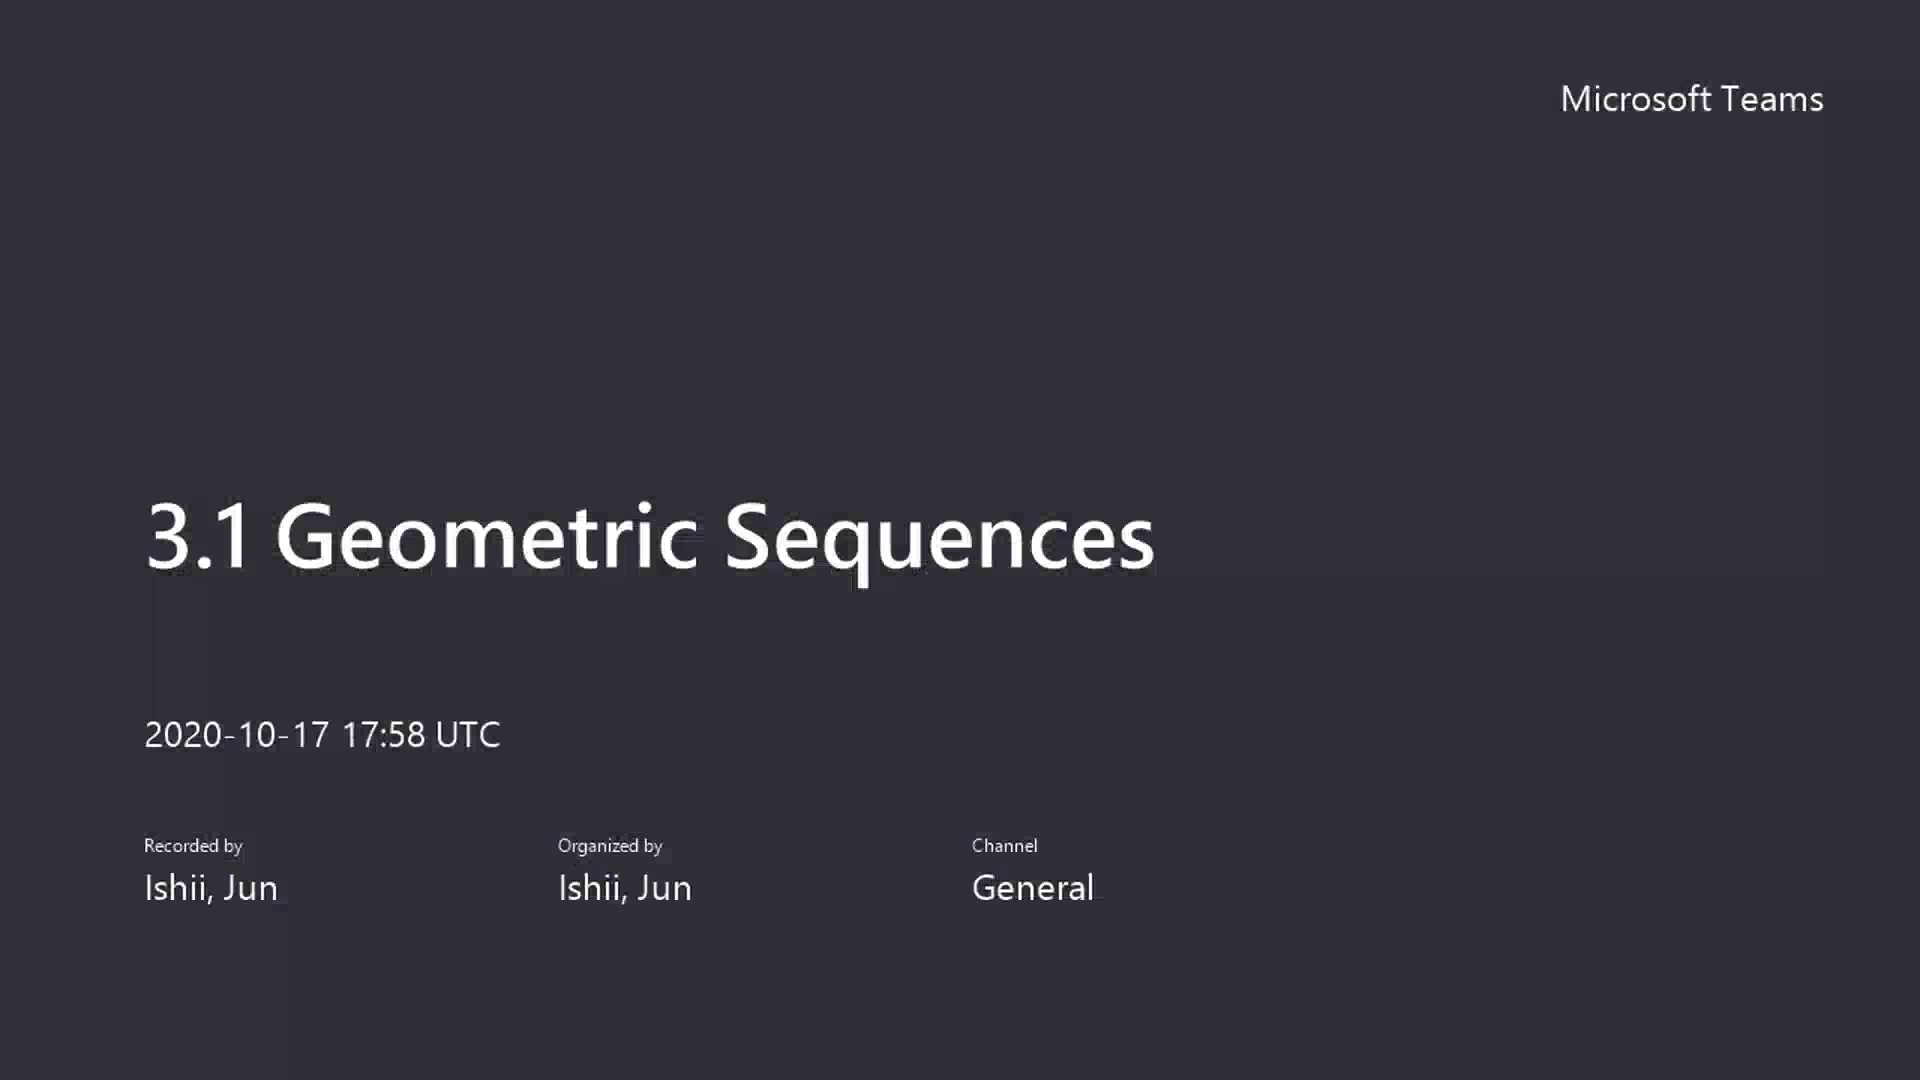 Microsoft Teams
3.1 Geometric Sequences
2020-10-17 17:58 UTC
Recorded by
Ishii, Jun
Organized by
Ishii, Jun
Channel
General